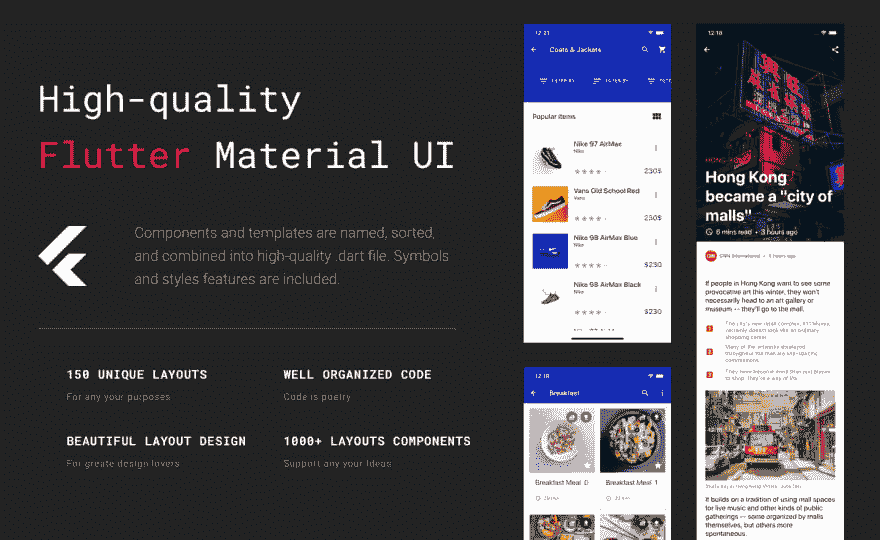 High-quality
Flutter Material UI
Components and templates are named, sorted,
and combined into high-quality .dart file. Symbols
and styles features are included.
150 UNIQUE LAYOUTS
For any your purposes
WELL ORGANIZED CODE
Code is poetry
BEAUTIFUL LAYOUT DESIGN
For greate design lovers
1000+ LAYOUTS COMPONENTS
Support any your ideas
12:21
Coats & Jackets
Popular items
Nike 97 AirMax
Nike
230$
Vans Old School Red
Vans
250$
Nike 98 AirMax Blue
Nike
$230
Nike 98 AirMax Black
Nike
$230
12:18
Breakfast
Breakfast Meal 0
Breakfast Meal 1
12:18
HONG KONG
Hong Kong
became a "city of
malls"
6 mins read • 3 hours ago
CNN International • 3 hours ago
If people in Hong Kong want to see some
provocative art this winter, they won't
necessarily head to an art gallery or
museum -- they'll go to the mall.
It builds on a tradition of using mall spaces
for live music and other kinds of public
gatherings -- some organized by malls
themselves, but others more
spontaneous.